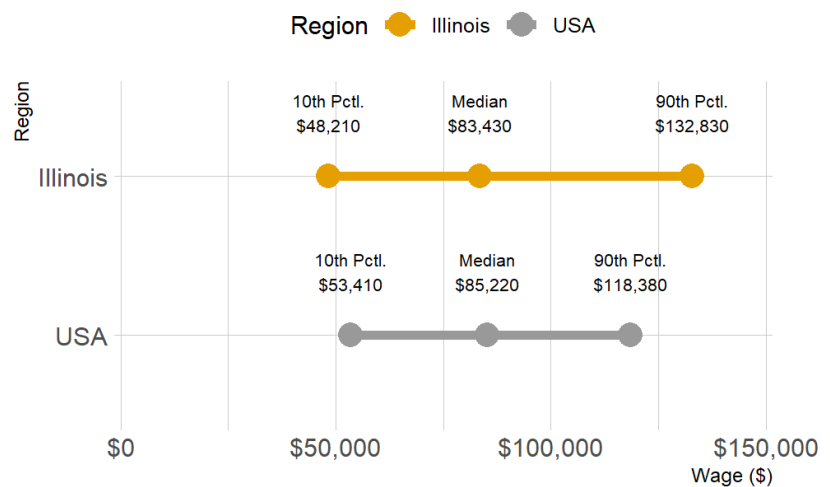 Region Illinois USA
Region
10th Pctl. Median 90th Pctl.
$48,210 $83,430 $132,830
Illinois
10th Pctl. Median 90th Pctl.
$53,410 $85,220 $118,380
USA
$0 $50,000 $100,000 $150,000
Wage ($)